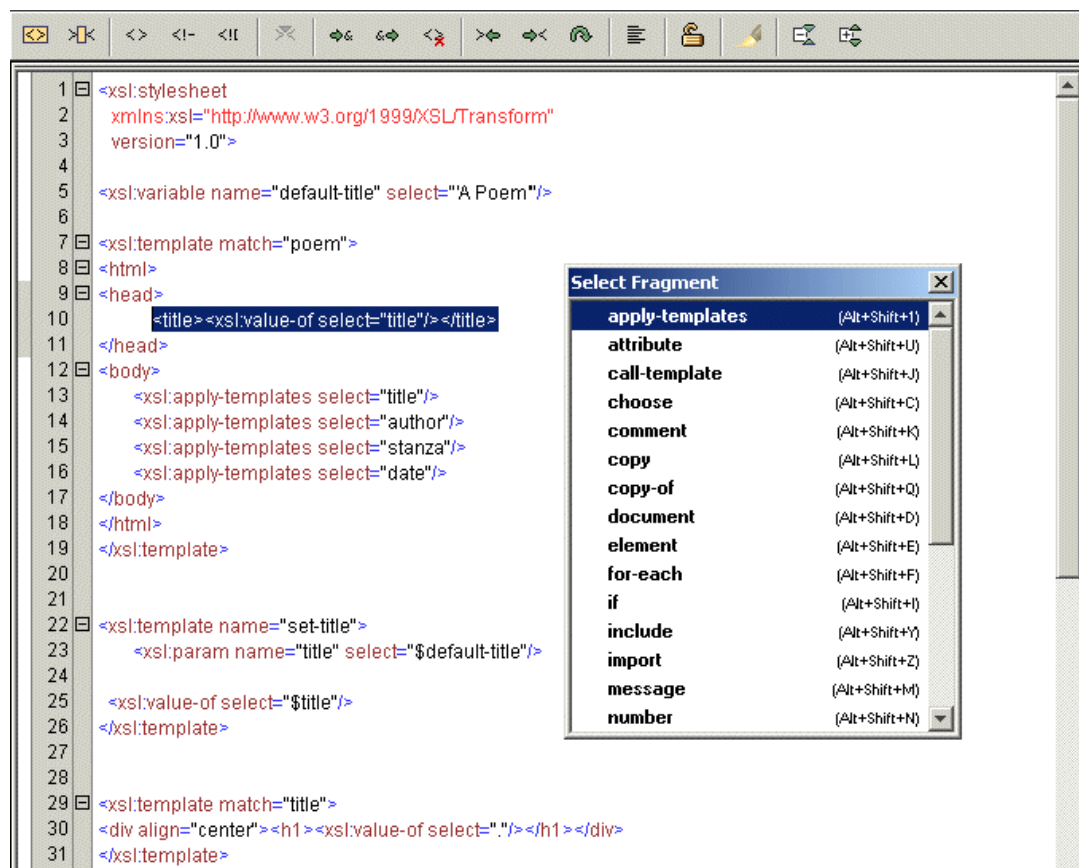 1 <xsl:stylesheet
2 xmlns:xsl="http://www.w3.org/1999/XSL/Transform"
3 version="1.0">
4
5 <xsl:variable name="default-title" select="'A Poem'"/>
6
7 <xsl:template match="poem">
8 <html>
9 <head>
10 <title><xsl:value-of select="title"/></title>
11 </head>
12 <body>
13 <xsl:apply-templates select="title"/>
14 <xsl:apply-templates select="author"/>
15 <xsl:apply-templates select="stanza"/>
16 <xsl:apply-templates select="date"/>
17 </body>
18 </html>
19 </xsl:template>
20
21
22 <xsl:template name="set-title">
23 <xsl:param name="title" select="$default-title"/>
24
25 <xsl:value-of select="$title"/>
26 </xsl:template>
27
28
29 <xsl:template match="title">
30 <div align="center"><h1><xsl:value-of select="."/></h1></div>
31 </xsl:template>
Select Fragment
apply-templates (Alt+Shift+1)
attribute (Alt+Shift+U)
call-template (Alt+Shift+J)
choose (Alt+Shift+C)
comment (Alt+Shift+K)
copy (Alt+Shift+L)
copy-of (Alt+Shift+Q)
document (Alt+Shift+D)
element (Alt+Shift+E)
for-each (Alt+Shift+F)
if (Alt+Shift+I)
include (Alt+Shift+Y)
import (Alt+Shift+Z)
message (Alt+Shift+M)
number (Alt+Shift+N)